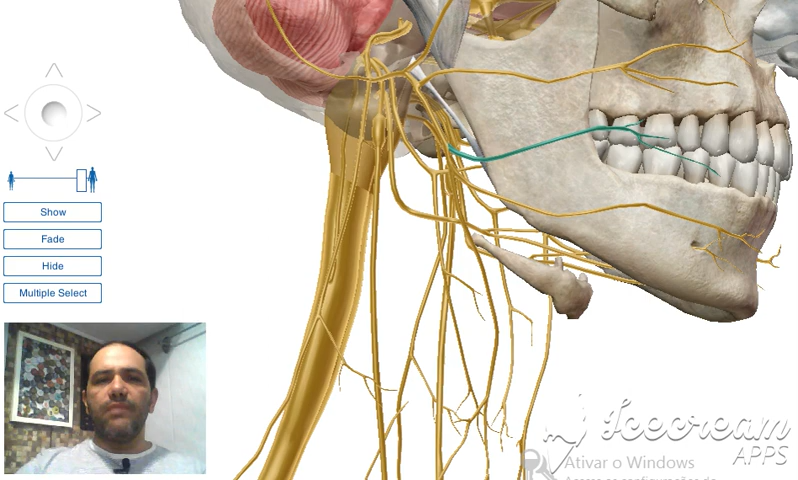 Show
Fade
Hide
Multiple Select
Icecream
APPS
Ativar o Windows